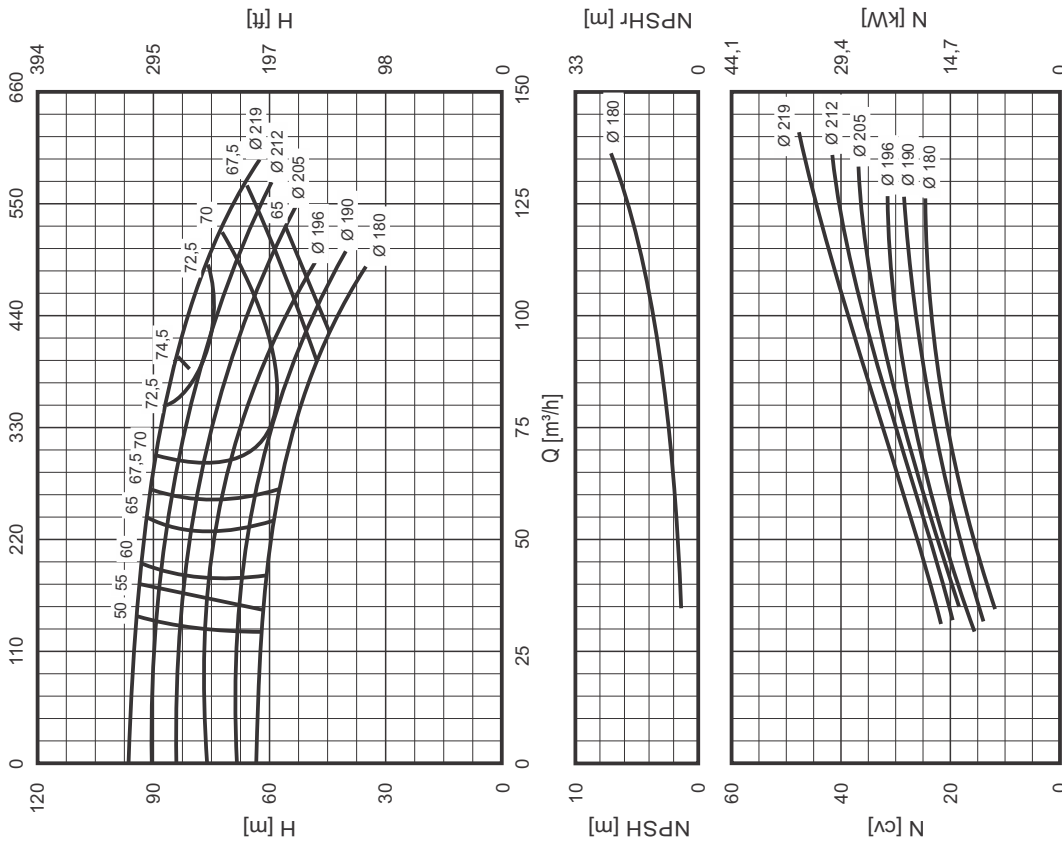 0 110 220 330 440 550 660
H [m]
120
90
60
30
0
H [ft]
394
295
197
98
0
50
55
60
65
67,5
70
72,5
74,5
72,5
70
67,5
65
Ø 219
Ø 212
Ø 205
Ø 196
Ø 190
Ø 180
0 25 50 75 100 125 150
Q [m³/h]
NPSH [m]
10
0
NPSHr [m]
33
0
Ø 180
N [cv]
60
40
20
0
N [kW]
44,1
29,4
14,7
0
Ø 219
Ø 212
Ø 205
Ø 196
Ø 190
Ø 180